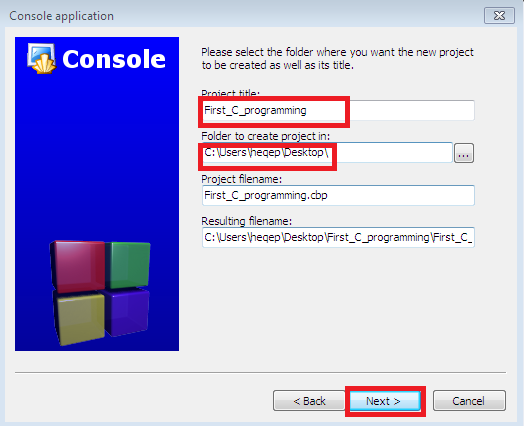 Console application
Console
Please select the folder where you want the new project
to be created as well as its title.
Project title:
First_C_programming
Folder to create project in:
C:\Users\heqep\Desktop\
...
Project filename:
First_C_programming.cbp
Resulting filename:
C:\Users\heqep\Desktop\First_C_programming\First_C_
< Back
Next >
Cancel